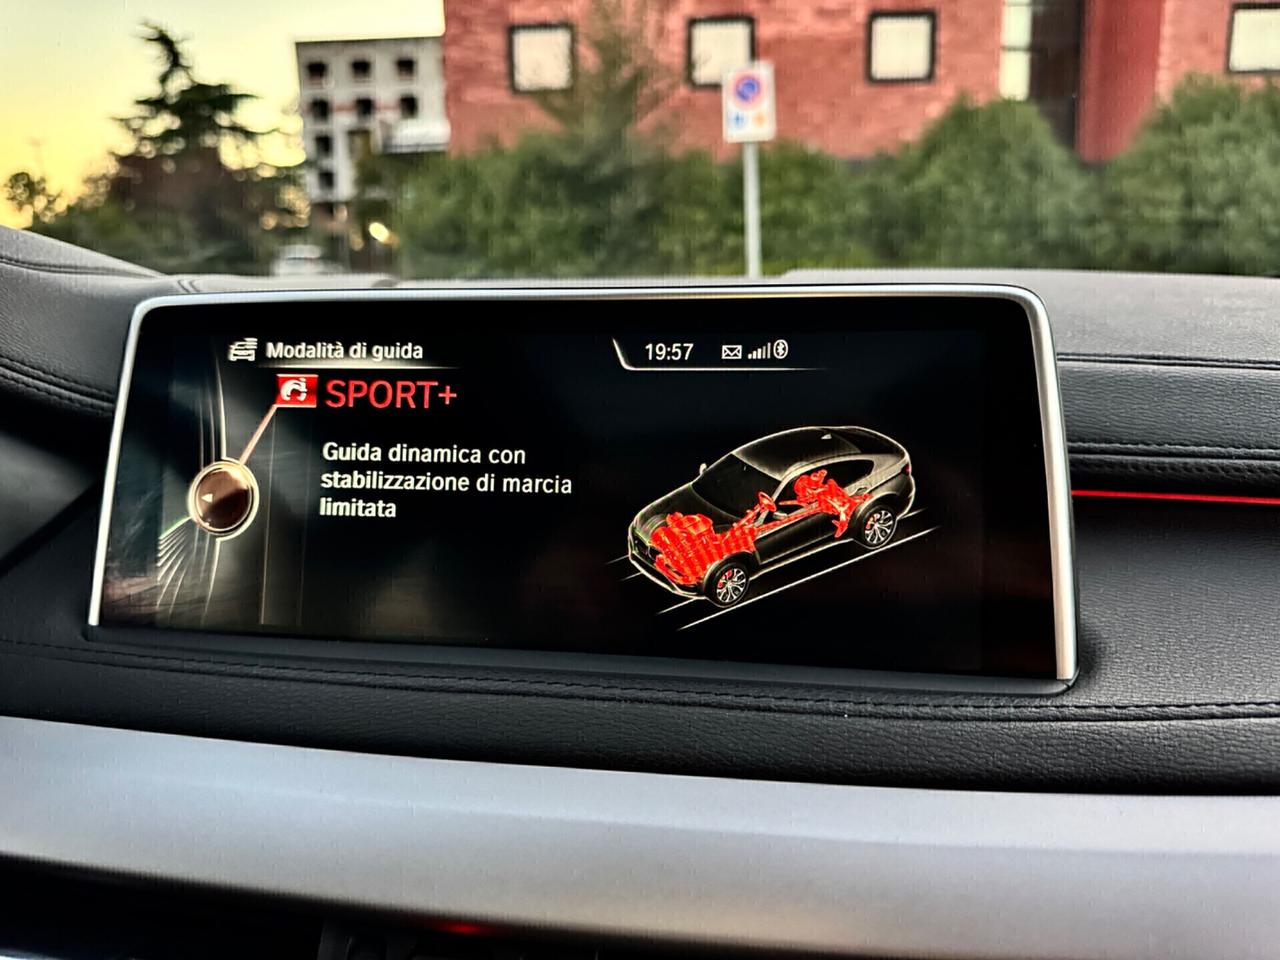 Modalità di guida
19:57
SPORT+
Guida dinamica con
stabilizzazione di marcia
limitata